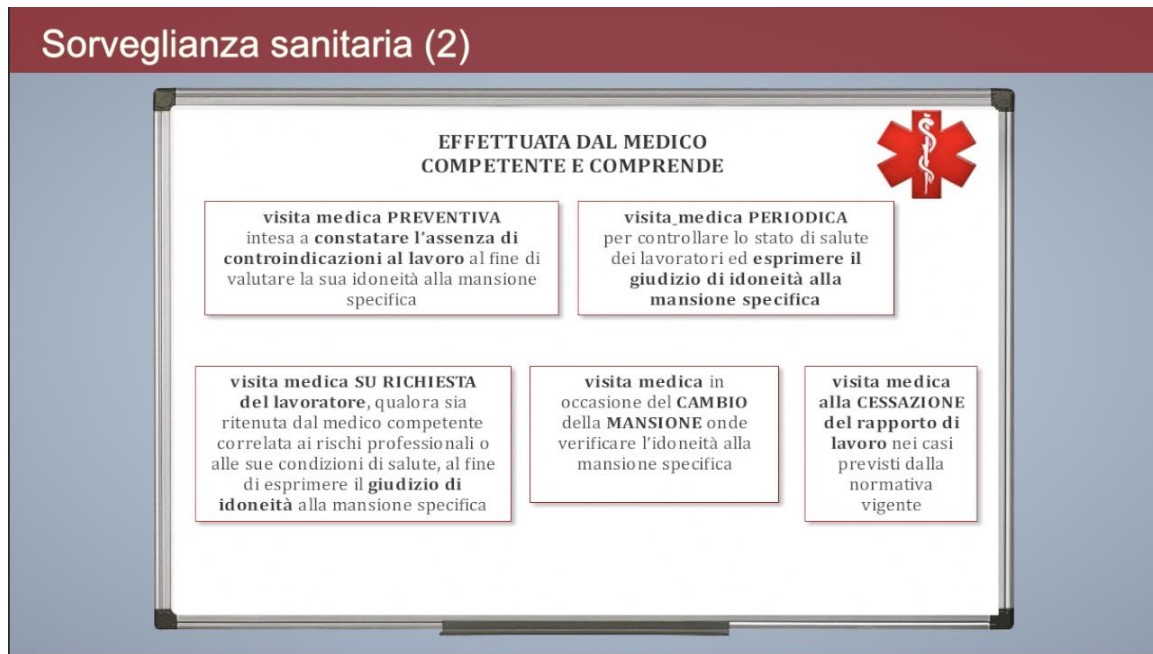 Sorveglianza sanitaria (2)
EFFETTUATA DAL MEDICO
COMPETENTE E COMPRENDE
visita medica PREVENTIVA
intesa a constatare l'assenza di
controindicazioni al lavoro al fine di
valutare la sua idoneità alla mansione
specifica
visita_medica PERIODICA
per controllare lo stato di salute
dei lavoratori ed esprimere il
giudizio di idoneità alla
mansione specifica
visita medica SU RICHIESTA
del lavoratore, qualora sia
ritenuta dal medico competente
correlata ai rischi professionali o
alle sue condizioni di salute, al fine
di esprimere il giudizio di
idoneità alla mansione specifica
visita medica in
occasione del CAMBIO
della MANSIONE onde
verificare l'idoneità alla
mansione specifica
visita medica
alla CESSAZIONE
del rapporto di
lavoro nei casi
previsti dalla
normativa
vigente